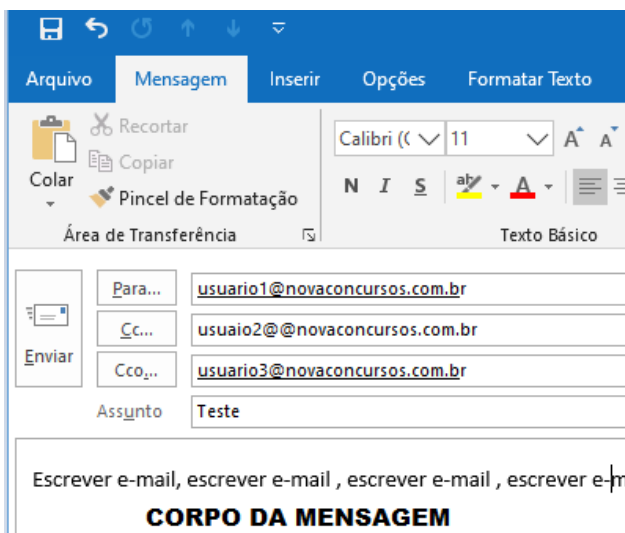 Arquivo Mensagem Inserir Opções Formatar Texto
Recortar
Copiar
Colar
Pincel de Formatação
Área de Transferência
Calibri (C 11 A A
N I S ab A
Texto Básico
Enviar
Para... usuario1@novaconcursos.com.br
Cc... usuaio2@@novaconcursos.com.br
Cco... usuario3@novaconcursos.com.br
Assunto Teste
Escrever e-mail, escrever e-mail , escrever e-mail , escrever e-m
CORPO DA MENSAGEM